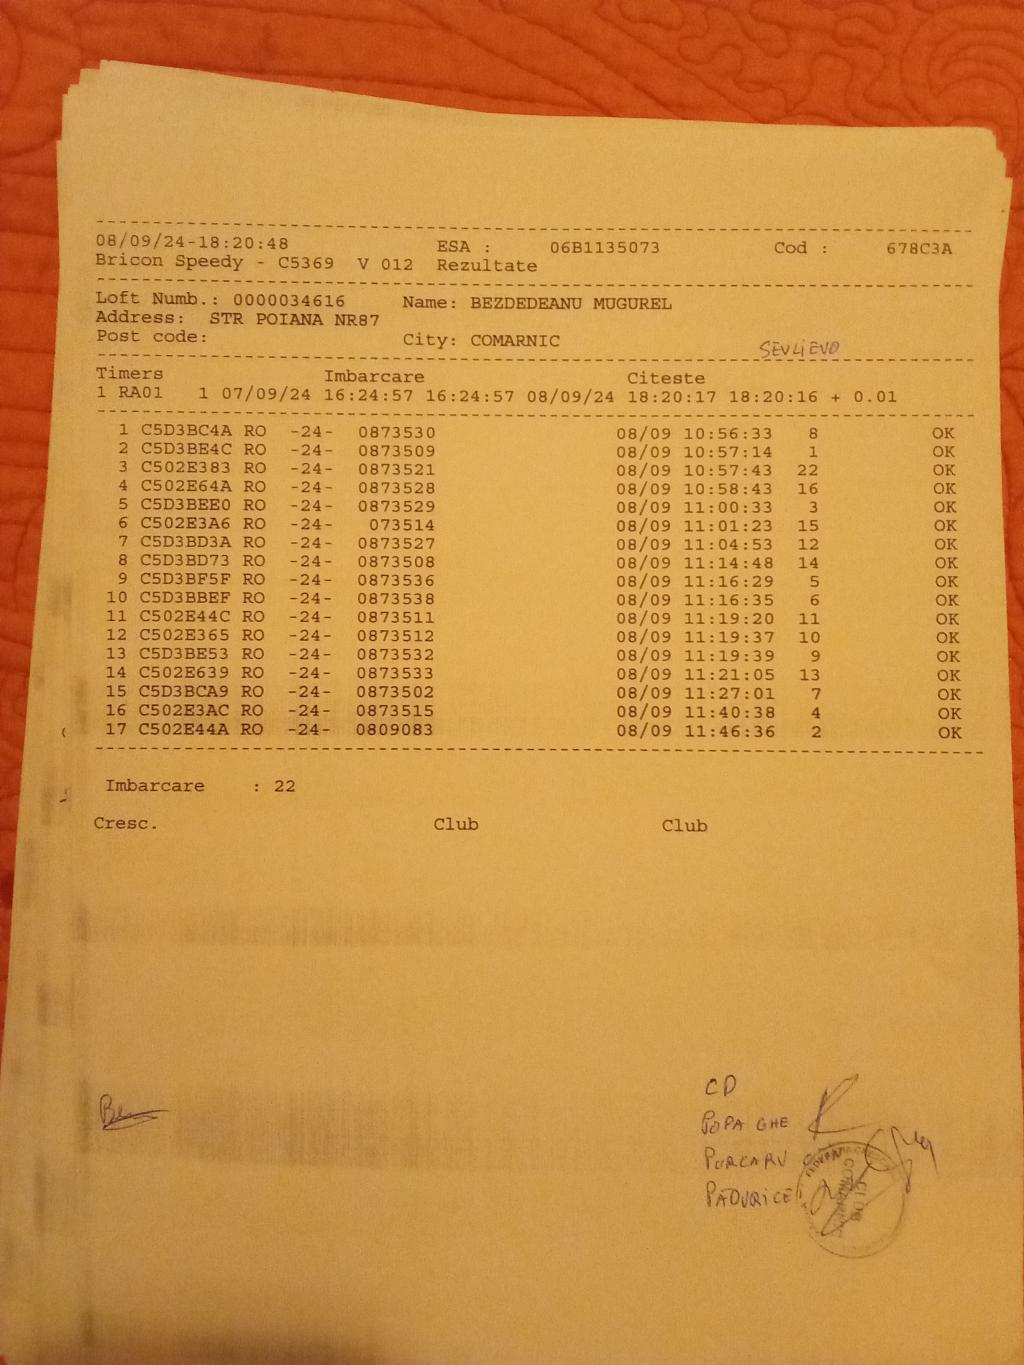 08/09/24-18:20:48 ESA : 06B1135073 Cod : 678C3A
Bricon Speedy - C5369 V 012 Rezultate
Loft Numb.: 0000034616 Name: BEZDEDEANU MUGUREL
Address: STR POIANA NR87
Post code: City: COMARNIC SEVLIEVO
Timers Imbarcare Citeste
1 RA01 1 07/09/24 16:24:57 16:24:57 08/09/24 18:20:17 18:20:16 + 0.01
1 C5D3BC4A RO -24- 0873530 08/09 10:56:33 8 OK
2 C5D3BE4C RO -24- 0873509 08/09 10:57:14 1 OK
3 C502E383 RO -24- 0873521 08/09 10:57:43 22 OK
4 C502E64A RO -24- 0873528 08/09 10:58:43 16 OK
5 C5D3BEE0 RO -24- 0873529 08/09 11:00:33 3 OK
6 C502E3A6 RO -24- 073514 08/09 11:01:23 15 OK
7 C5D3BD3A RO -24- 0873527 08/09 11:04:53 12 OK
8 C5D3BD73 RO -24- 0873508 08/09 11:14:48 14 OK
9 C5D3BF5F RO -24- 0873536 08/09 11:16:29 5 OK
10 C5D3BBEF RO -24- 0873538 08/09 11:16:35 6 OK
11 C502E44C RO -24- 0873511 08/09 11:19:20 11 OK
12 C502E365 RO -24- 0873512 08/09 11:19:37 10 OK
13 C5D3BE53 RO -24- 0873532 08/09 11:19:39 9 OK
14 C502E639 RO -24- 0873533 08/09 11:21:05 13 OK
15 C5D3BCA9 RO -24- 0873502 08/09 11:27:01 7 OK
16 C502E3AC RO -24- 0873515 08/09 11:40:38 4 OK
17 C502E44A RO -24- 0809083 08/09 11:46:36 2 OK
Imbarcare : 22
Cresc. Club Club
CD
POPA GHE
PURCARU
PADURICE